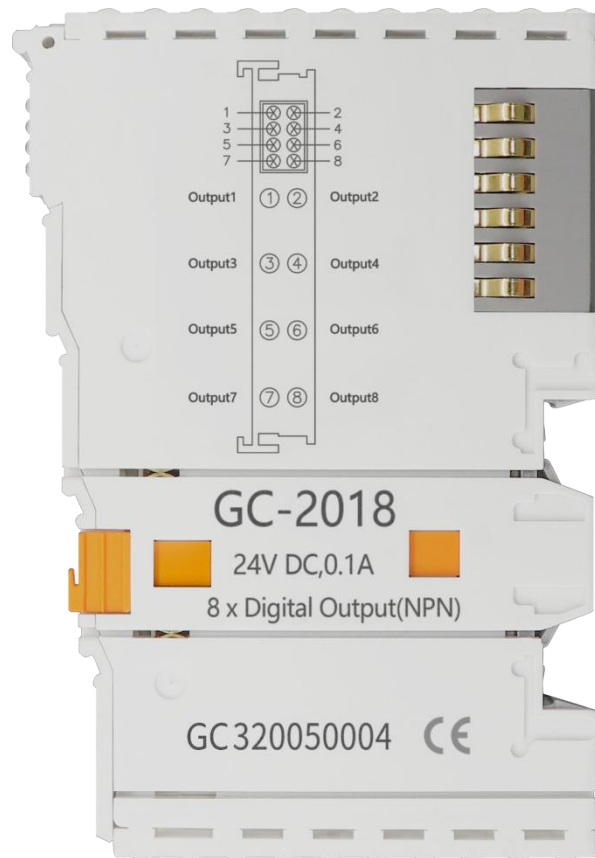 1 2
3 4
5 6
7 8
Output1 1 2 Output2
Output3 3 4 Output4
Output5 5 6 Output6
Output7 7 8 Output8
GC-2018
24V DC,0.1A
8 x Digital Output(NPN)
GC320050004 CE